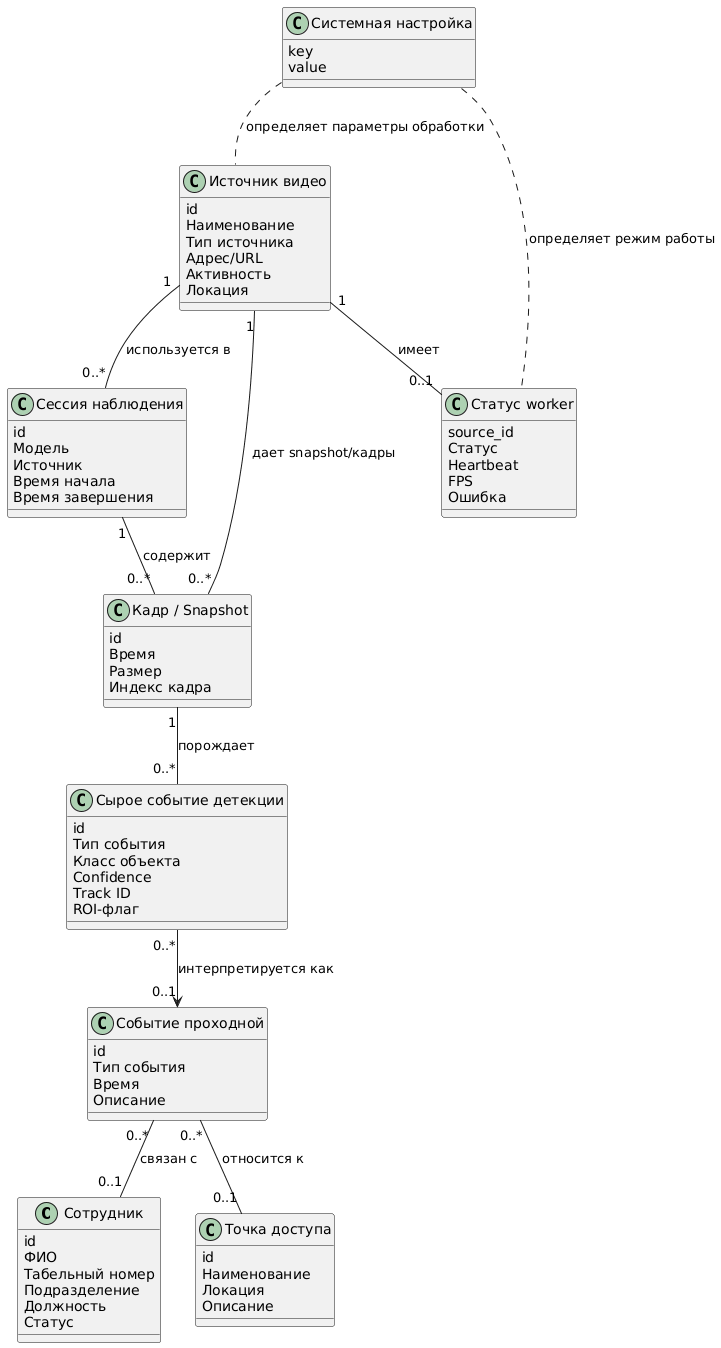 C Системная настройка
key
value
определяет параметры обработки
определяет режим работы
C Источник видео
id
Наименование
Тип источника
Адрес/URL
Активность
Локация
1
используется в
0..*
1
дает snapshot/кадры
0..*
1
имеет
0..1
C Сессия наблюдения
id
Модель
Источник
Время начала
Время завершения
C Статус worker
source_id
Статус
Heartbeat
FPS
Ошибка
1
содержит
0..*
C Кадр / Snapshot
id
Время
Размер
Индекс кадра
1
порождает
0..*
C Сырое событие детекции
id
Тип события
Класс объекта
Confidence
Track ID
ROI-флаг
0..*
интерпретируется как
0..1
C Событие проходной
id
Тип события
Время
Описание
0..*
связан с
0..1
0..*
относится к
0..1
C Сотрудник
id
ФИО
Табельный номер
Подразделение
Должность
Статус
C Точка доступа
id
Наименование
Локация
Описание